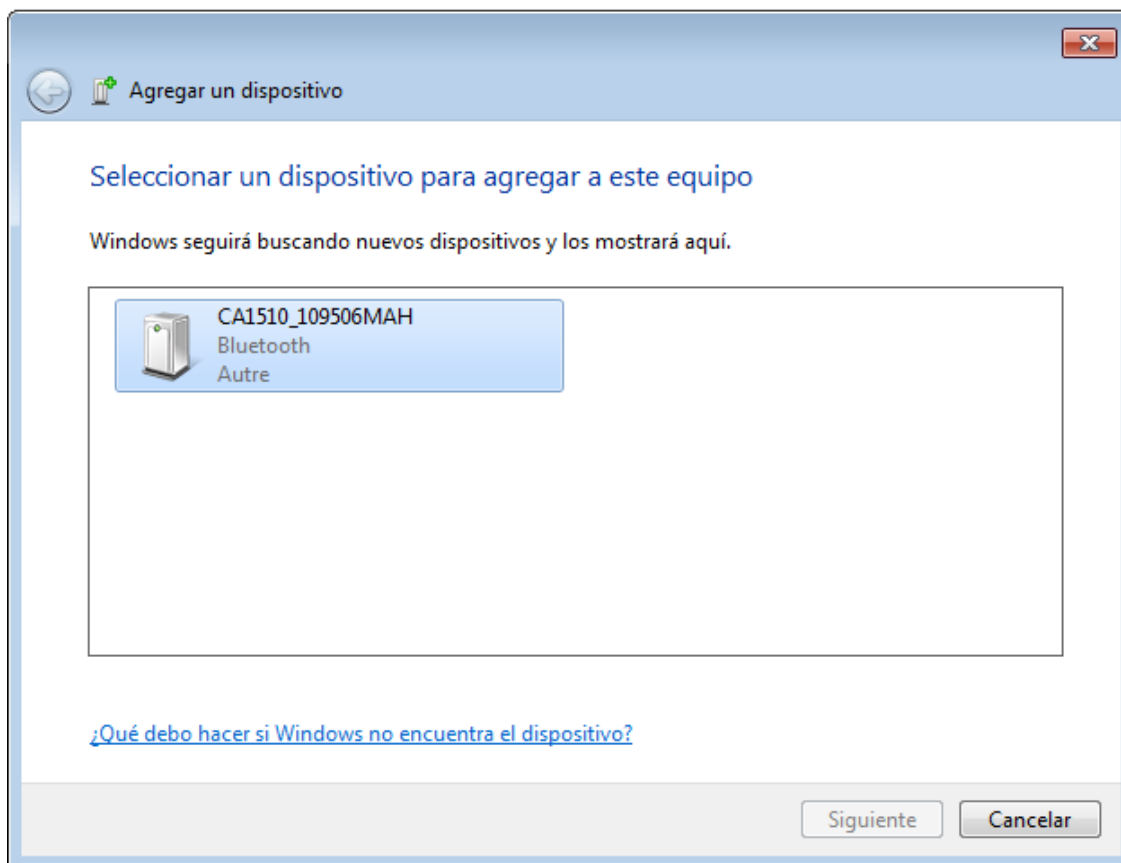 Agregar un dispositivo
Seleccionar un dispositivo para agregar a este equipo
Windows seguirá buscando nuevos dispositivos y los mostrará aquí.
CA1510_109506MAH
Bluetooth
Autre
¿Qué debo hacer si Windows no encuentra el dispositivo?
Siguiente
Cancelar